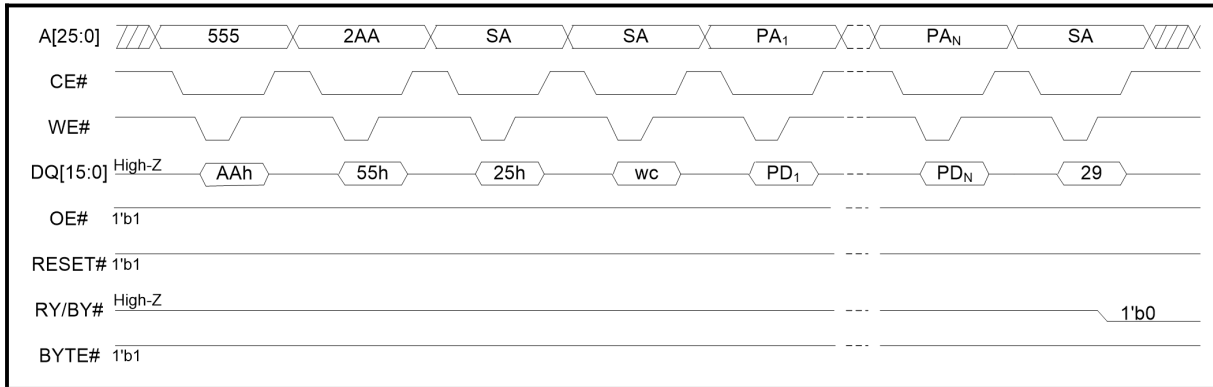 A[25:0] 555 2AA SA SA PA₁ PAN SA
CE#
WE#
DQ[15:0] High-Z AAh 55h 25h wc PD₁ PDN 29
OE# 1'b1
RESET# 1'b1
RY/BY# High-Z 1'b0
BYTE# 1'b1